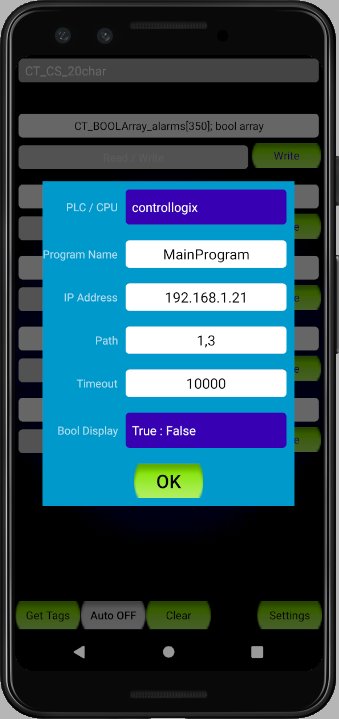 CT_CS_20char
CT_BOOLArray_alarms[350]; bool array
Read / Write
Write
PLC / CPU
controllogix
Program Name
MainProgram
IP Address
192.168.1.21
Path
1,3
Timeout
10000
Bool Display
True : False
OK
Get Tags
Auto OFF
Clear
Settings